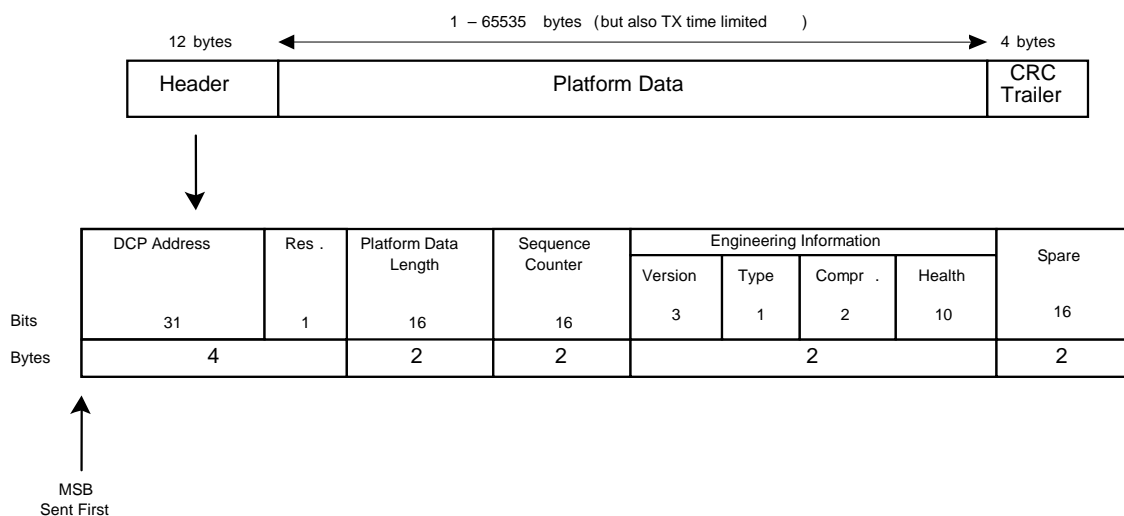 1 – 65535 bytes (but also TX time limited )
12 bytes
4 bytes
Header
Platform Data
CRC
Trailer
DCP Address
Res .
Platform Data
Length
Sequence
Counter
Engineering Information
Spare
Version
Type
Compr .
Health
Bits
31
1
16
16
3
1
2
10
16
Bytes
4
2
2
2
2
MSB
Sent First